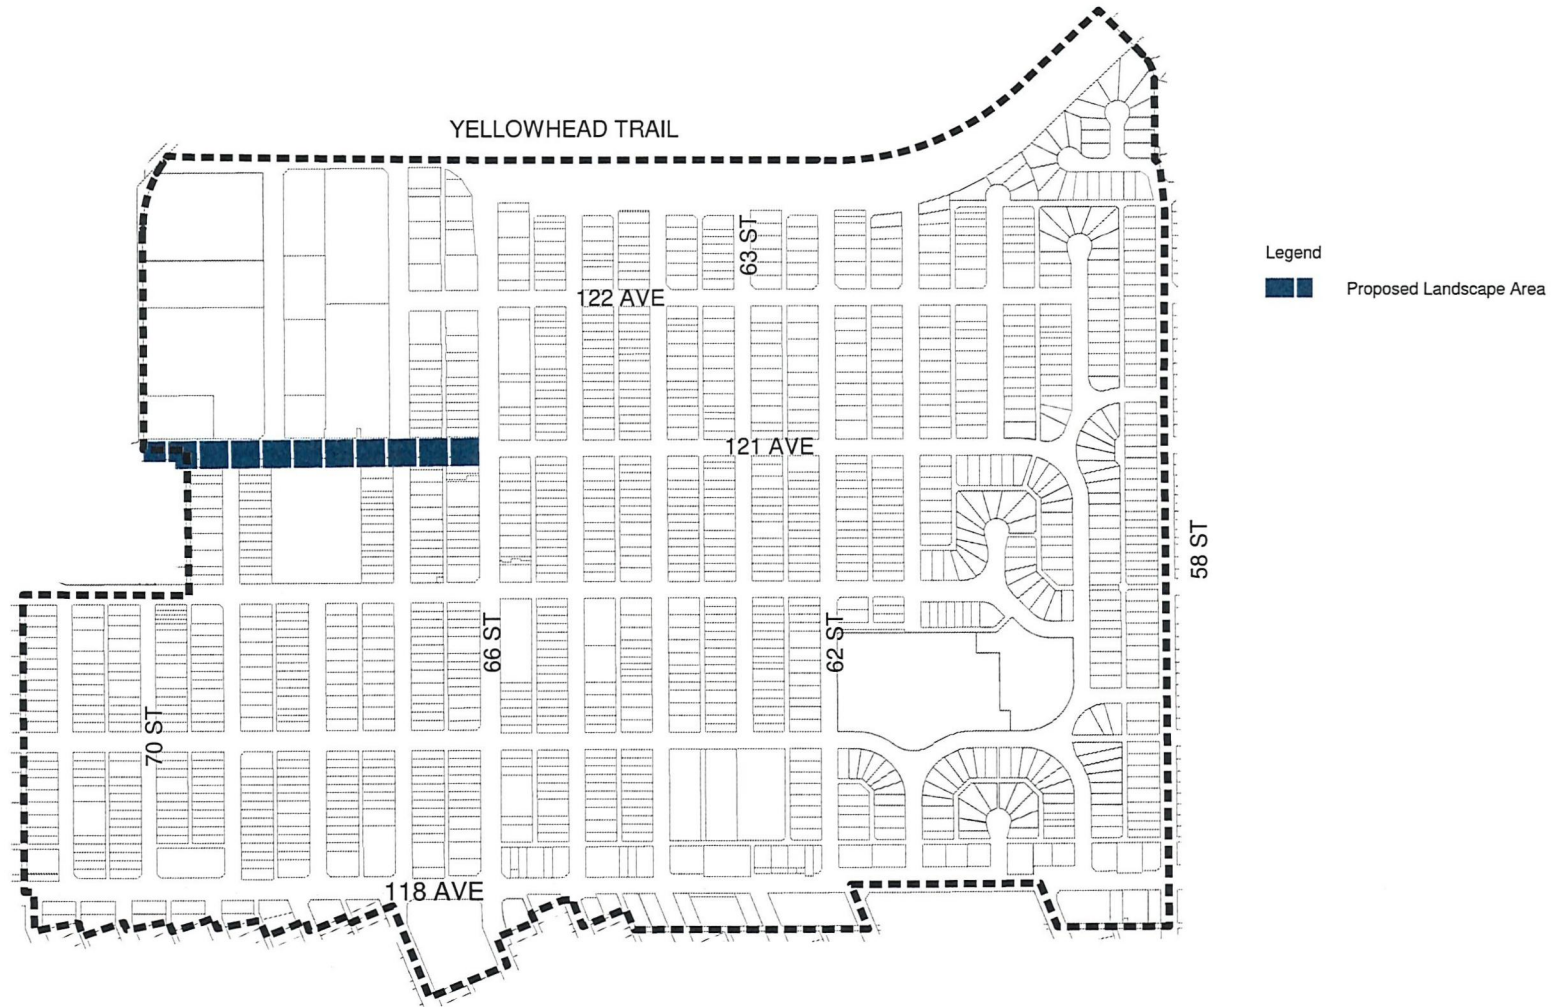 YELLOWHEAD TRAIL
63 ST
Legend
122 AVE
Proposed Landscape Area
121 AVE
58 ST
66 ST
62 ST
70 ST
118 AVE